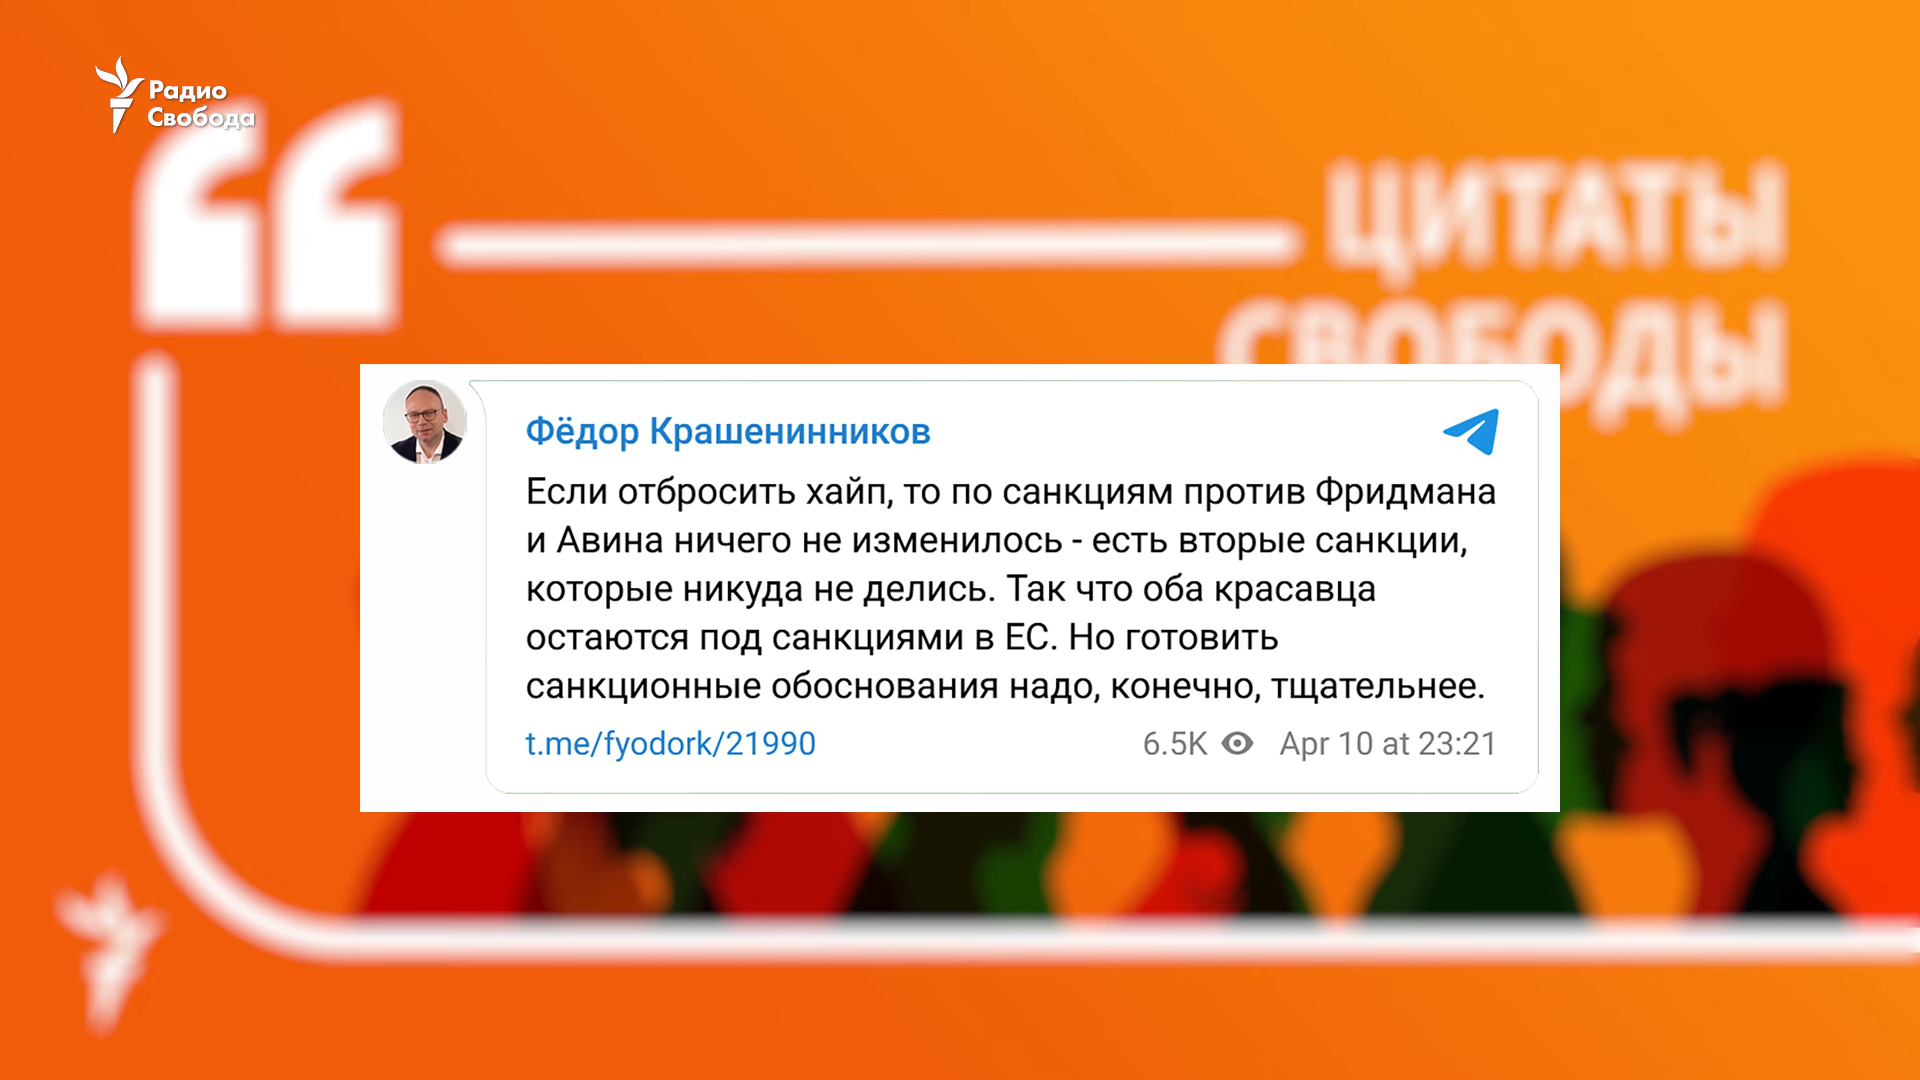 Радио
Свобода
ЦИТАТЫ
СВОБОДЫ
Фёдор Крашенинников
Если отбросить хайп, то по санкциям против Фридмана
и Авина ничего не изменилось - есть вторые санкции,
которые никуда не делись. Так что оба красавца
остаются под санкциями в ЕС. Но готовить
санкционные обоснования надо, конечно, тщательнее.
t.me/fyodork/21990
6.5K Apr 10 at 23:21